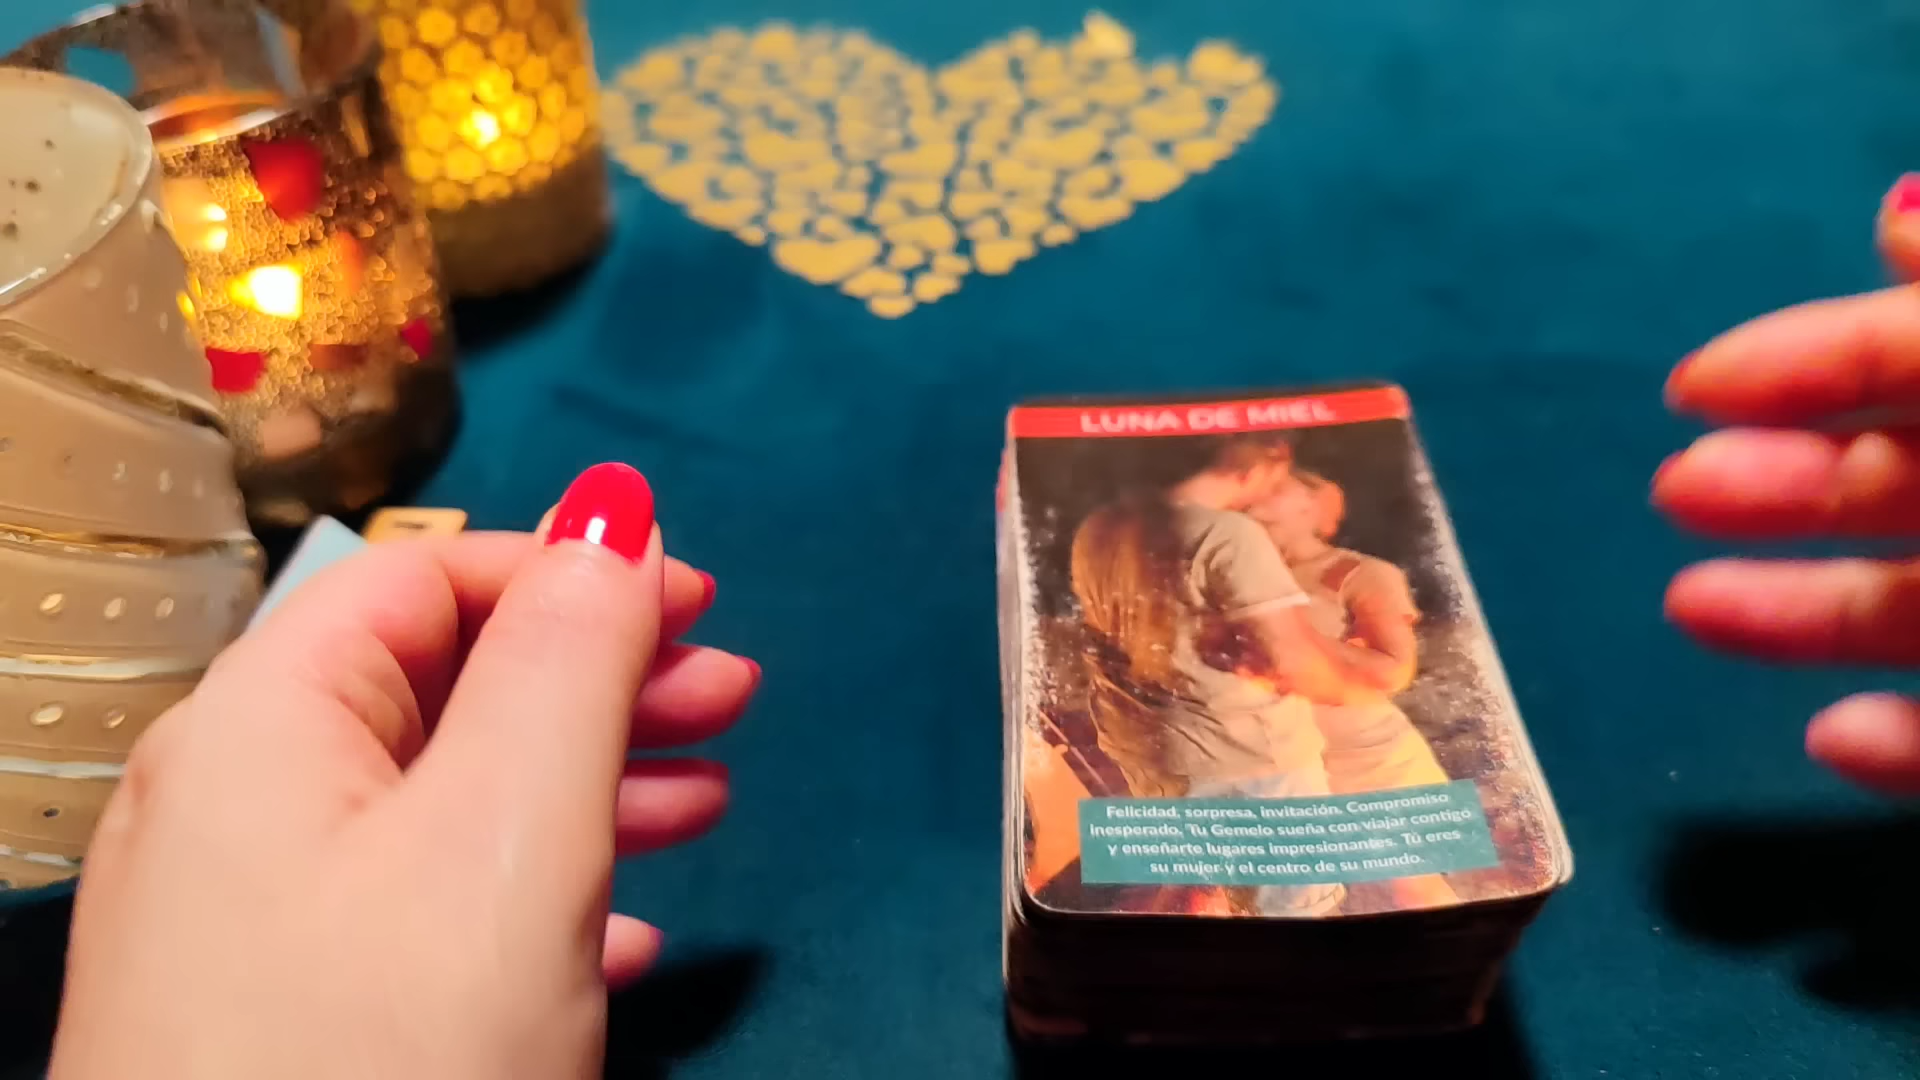 LUNA DE MIEL
Felicidad, sorpresa, invitación. Compromiso
inesperado. Tu Gemelo sueña con viajar contigo
y enseñarte lugares impresionantes. Tú eres
su mujer y el centro de su mundo.